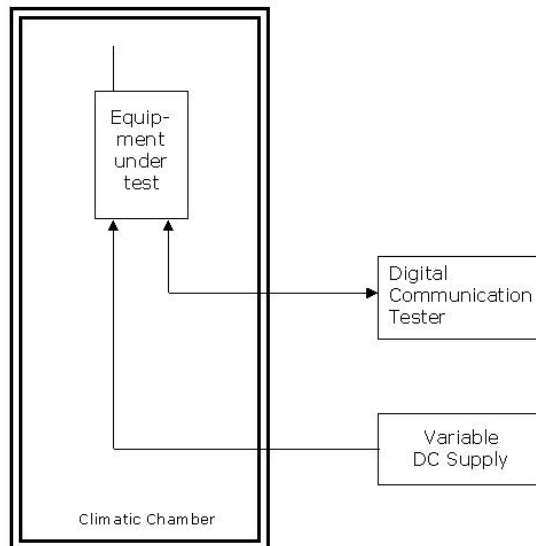 Equip-
ment
under
test
Digital
Communication
Tester
Variable
DC Supply
Climatic Chamber